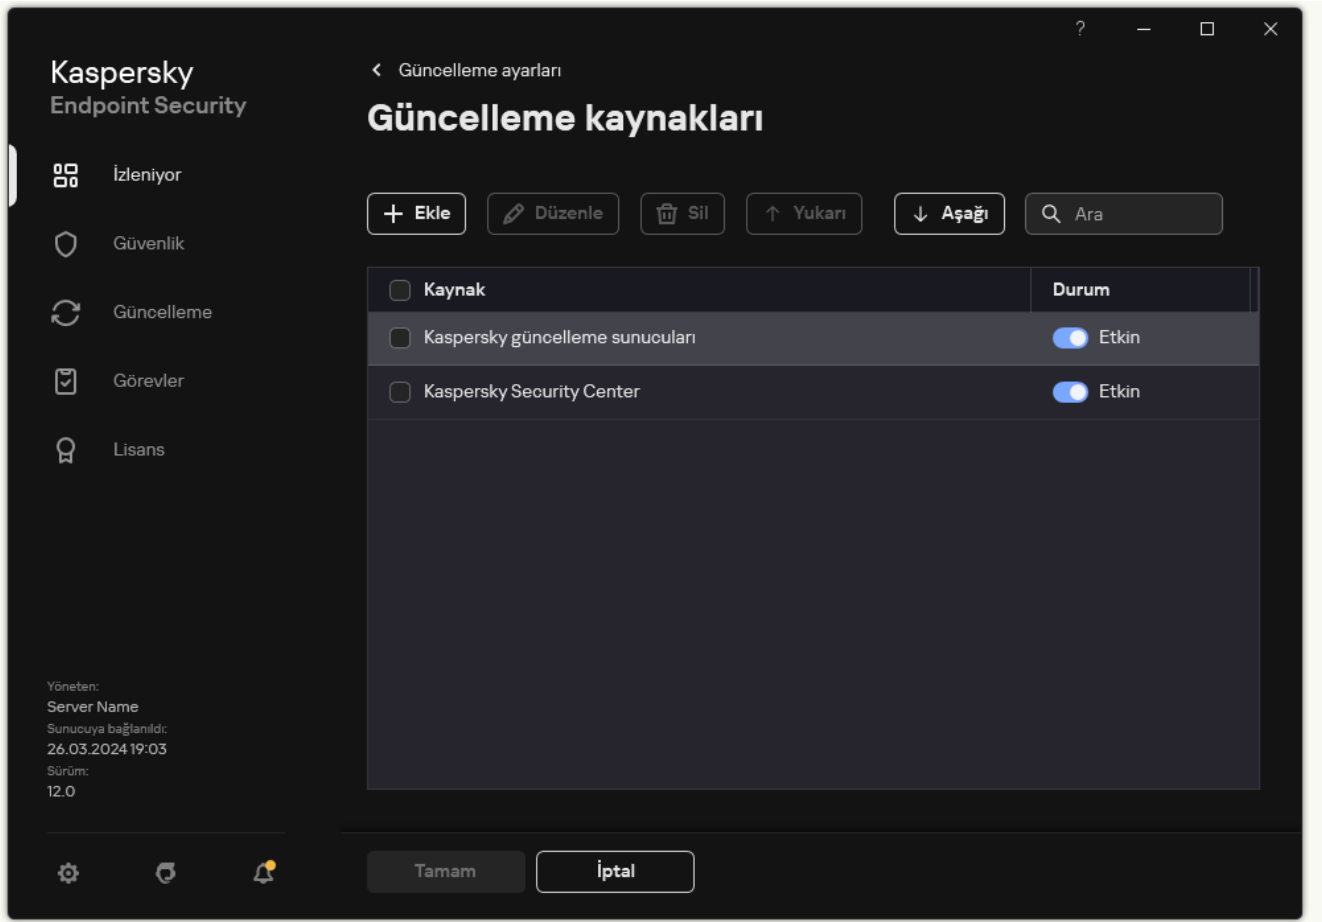 ?
Kaspersky
Endpoint Security
İzleniyor
Güvenlik
Güncelleme
Görevler
Lisans
Yöneten:
Server Name
Sunucuya bağlanıldı:
26.03.2024 19:03
Sürüm:
12.0
Güncelleme ayarları
Güncelleme kaynakları
Ekle Düzenle Sil Yukarı Aşağı Ara
Kaynak Durum
Kaspersky güncelleme sunucuları Etkin
Kaspersky Security Center Etkin
Tamam İptal